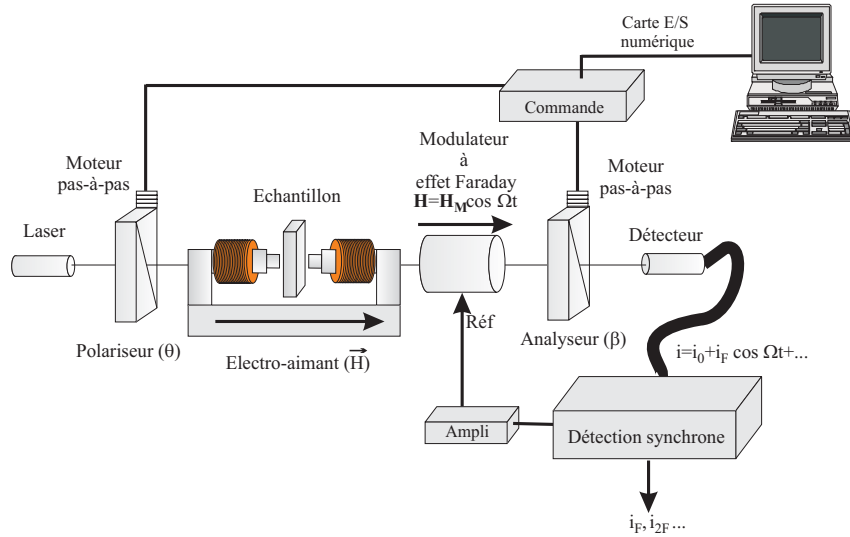 Carte E/S
numérique
Commande
Modulateur
à
effet Faraday
H=H_M cos Ωt
Moteur
pas-à-pas
Moteur
pas-à-pas
Echantillon
Laser
Détecteur
Réf
Polariseur (θ)
Electro-aimant (H⃗)
Analyseur (β)
i=i₀+i_F cos Ωt+...
Ampli
Détection synchrone
i_F, i_2F ...